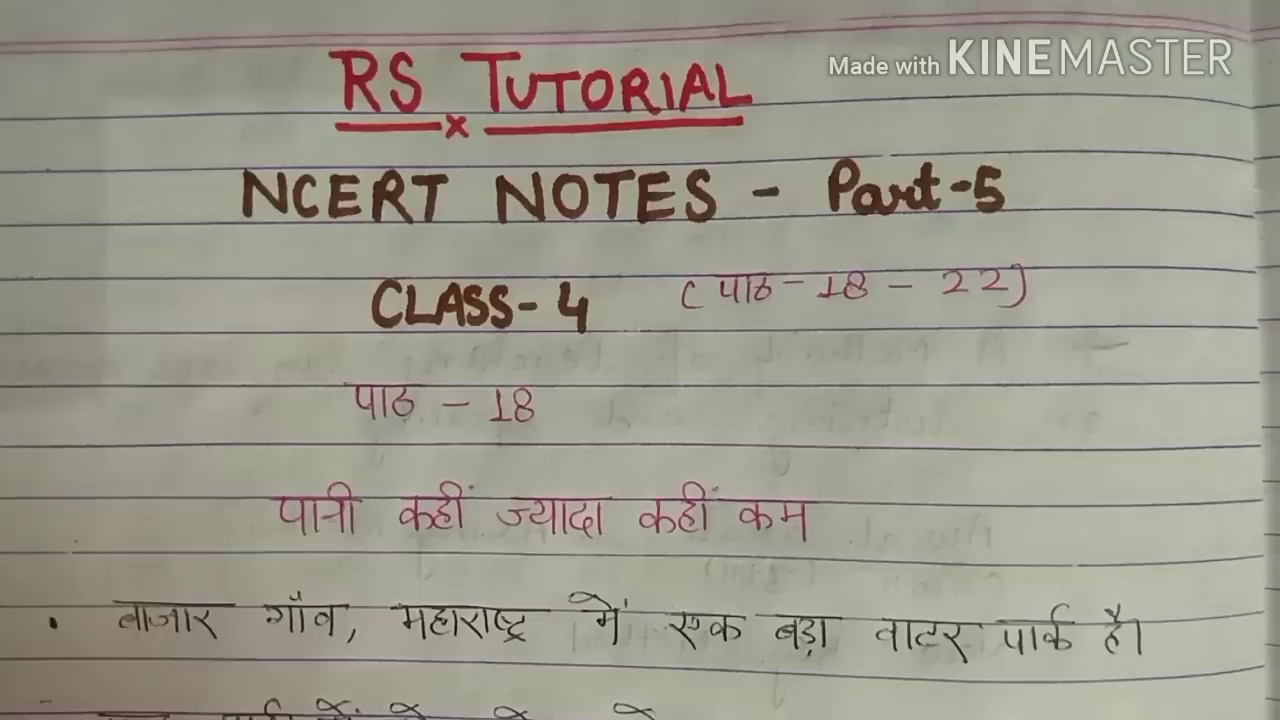 Made with KINEMASTER
RS TUTORIAL
NCERT NOTES - Part-5
CLASS-4 (पाठ-18-22)
पाठ - 18
पानी कहीं ज्यादा कहीं कम
• बाजार गाँव, महाराष्ट्र में एक बड़ा वाटर पार्क है।